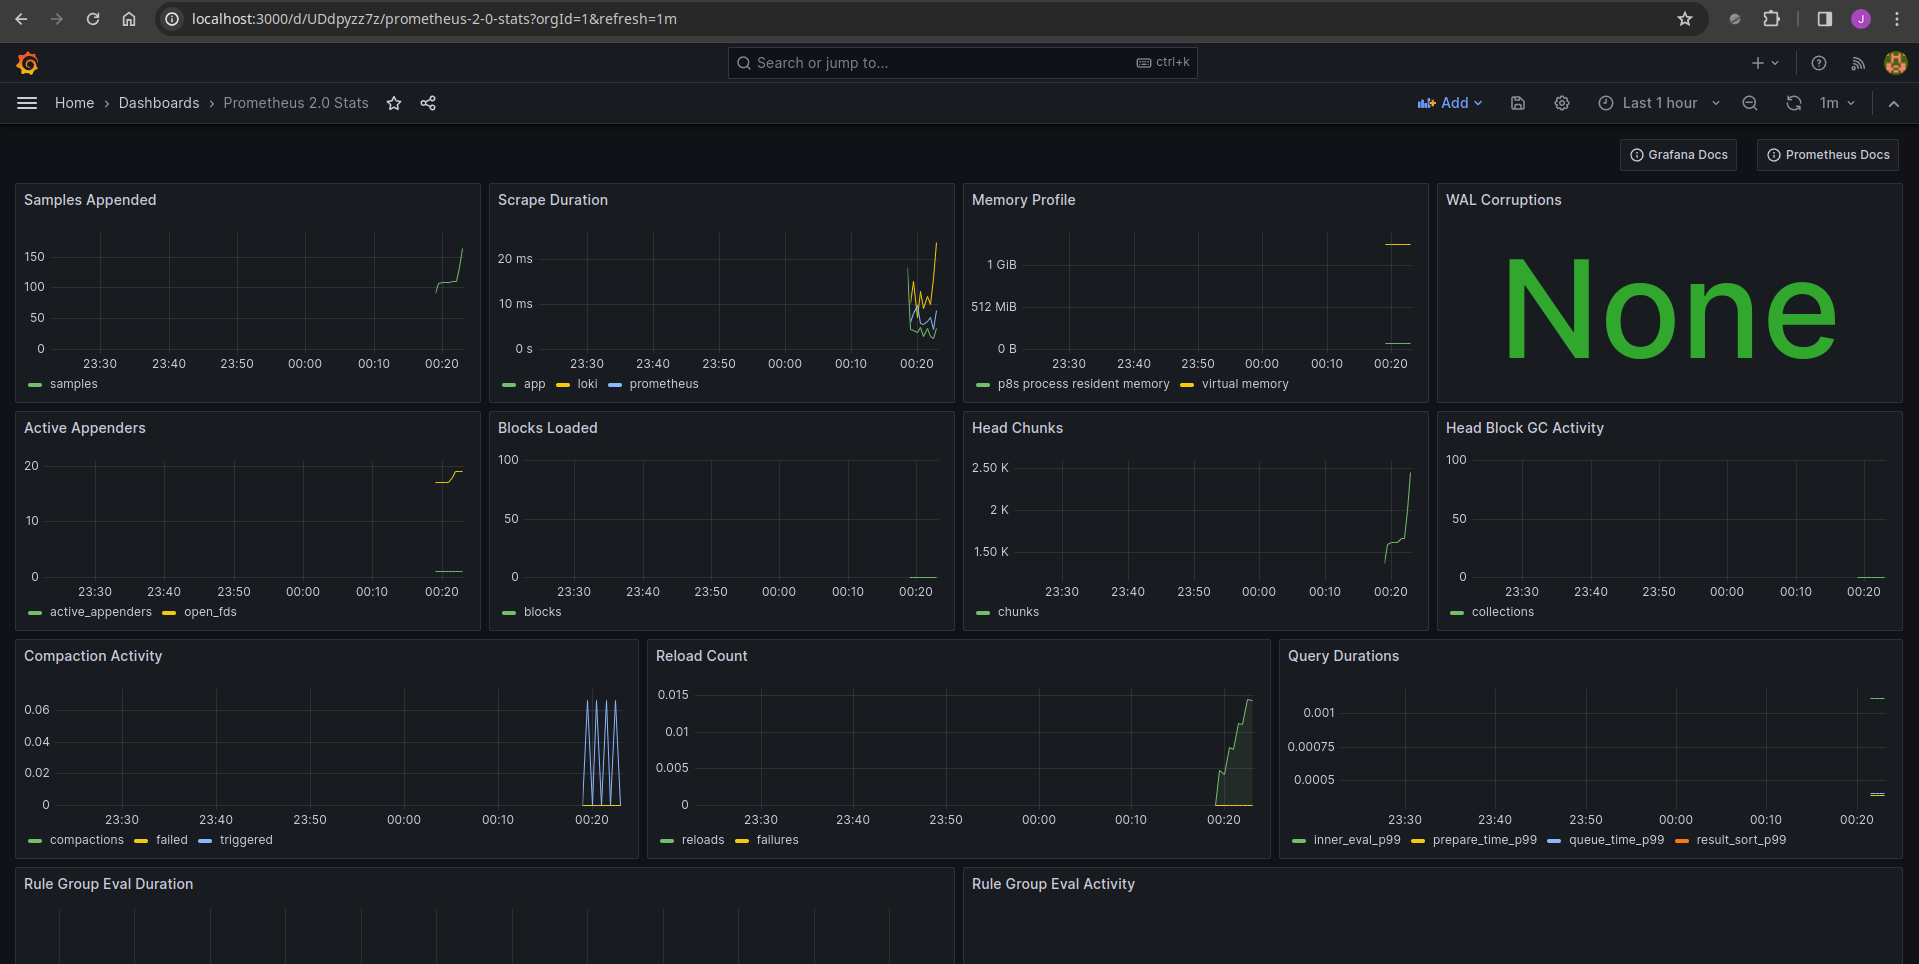 localhost:3000/d/UDdpyzz7z/prometheus-2-0-stats?orgId=1&refresh=1m
J
Search or jump to...
ctrl+k
Home › Dashboards › Prometheus 2.0 Stats
Add
Last 1 hour
1m
Grafana Docs
Prometheus Docs
Samples Appended
150
100
50
0
23:30 23:40 23:50 00:00 00:10 00:20
samples
Scrape Duration
20 ms
10 ms
0 s
23:30 23:40 23:50 00:00 00:10 00:20
app loki prometheus
Memory Profile
1 GiB
512 MiB
0 B
23:30 23:40 23:50 00:00 00:10 00:20
p8s process resident memory virtual memory
WAL Corruptions
None
Active Appenders
20
10
0
23:30 23:40 23:50 00:00 00:10 00:20
active_appenders open_fds
Blocks Loaded
100
50
0
23:30 23:40 23:50 00:00 00:10 00:20
blocks
Head Chunks
2.50 K
2 K
1.50 K
23:30 23:40 23:50 00:00 00:10 00:20
chunks
Head Block GC Activity
100
50
0
23:30 23:40 23:50 00:00 00:10 00:20
collections
Compaction Activity
0.06
0.04
0.02
0
23:30 23:40 23:50 00:00 00:10 00:20
compactions failed triggered
Reload Count
0.015
0.01
0.005
0
23:30 23:40 23:50 00:00 00:10 00:20
reloads failures
Query Durations
0.001
0.00075
0.0005
23:30 23:40 23:50 00:00 00:10 00:20
inner_eval_p99 prepare_time_p99 queue_time_p99 result_sort_p99
Rule Group Eval Duration
Rule Group Eval Activity